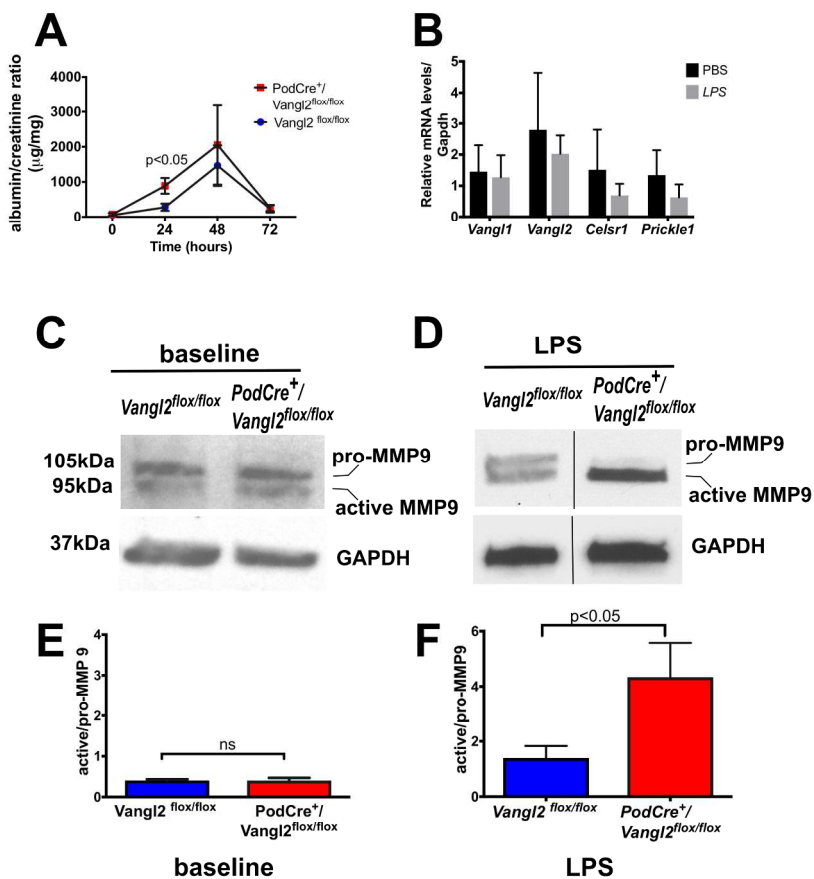 A
albumin/creatinine ratio
(µg/mg)
4000
3000
2000
1000
0
p<0.05
PodCre+/
Vangl2flox/flox
Vangl2 flox/flox
0 24 48 72
Time (hours)
B
Relative mRNA levels/
Gapdh
5
4
3
2
1
0
PBS
LPS
Vangl1 Vangl2 Celsr1 Prickle1
C
baseline
Vangl2flox/flox
PodCre+/
Vangl2flox/flox
105kDa
95kDa
pro-MMP9
active MMP9
37kDa
GAPDH
D
LPS
Vangl2flox/flox
PodCre+/
Vangl2flox/flox
pro-MMP9
active MMP9
GAPDH
E
active/pro-MMP 9
4
3
2
1
0
ns
Vangl2 flox/flox
PodCre+/
Vangl2flox/flox
baseline
F
active/pro-MMP9
6
4
2
0
p<0.05
Vangl2 flox/flox
PodCre+/
Vangl2flox/flox
LPS